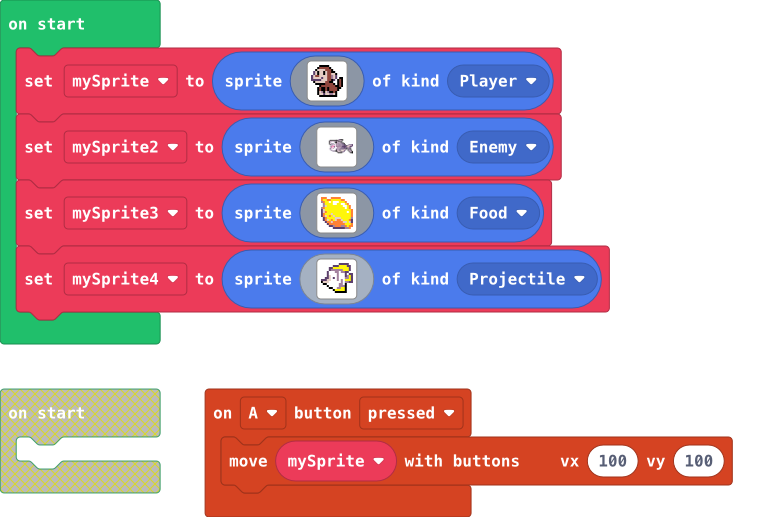 on start
set mySprite to sprite of kind Player
set mySprite2 to sprite of kind Enemy
set mySprite3 to sprite of kind Food
set mySprite4 to sprite of kind Projectile
on start
on A button pressed
move mySprite with buttons vx 100 vy 100